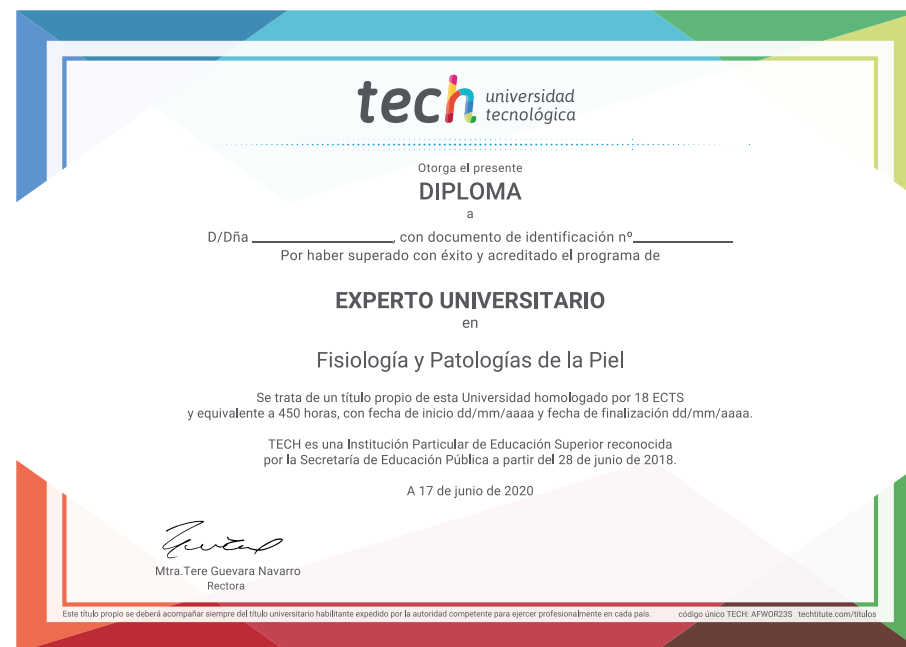 tech universidad
tecnológica
Otorga el presente
DIPLOMA
a
D/Dña ____________________, con documento de identificación nº______________
Por haber superado con éxito y acreditado el programa de
EXPERTO UNIVERSITARIO
en
Fisiología y Patologías de la Piel
Se trata de un título propio de esta Universidad homologado por 18 ECTS
y equivalente a 450 horas, con fecha de inicio dd/mm/aaaa y fecha de finalización dd/mm/aaaa.
TECH es una Institución Particular de Educación Superior reconocida
por la Secretaría de Educación Pública a partir del 28 de junio de 2018.
A 17 de junio de 2020
Mtra.Tere Guevara Navarro
Rectora
Este título propio se deberá acompañar siempre del título universitario habilitante expedido por la autoridad competente para ejercer profesionalmente en cada país. código único TECH: AFWOR23S techtitute.com/titulos